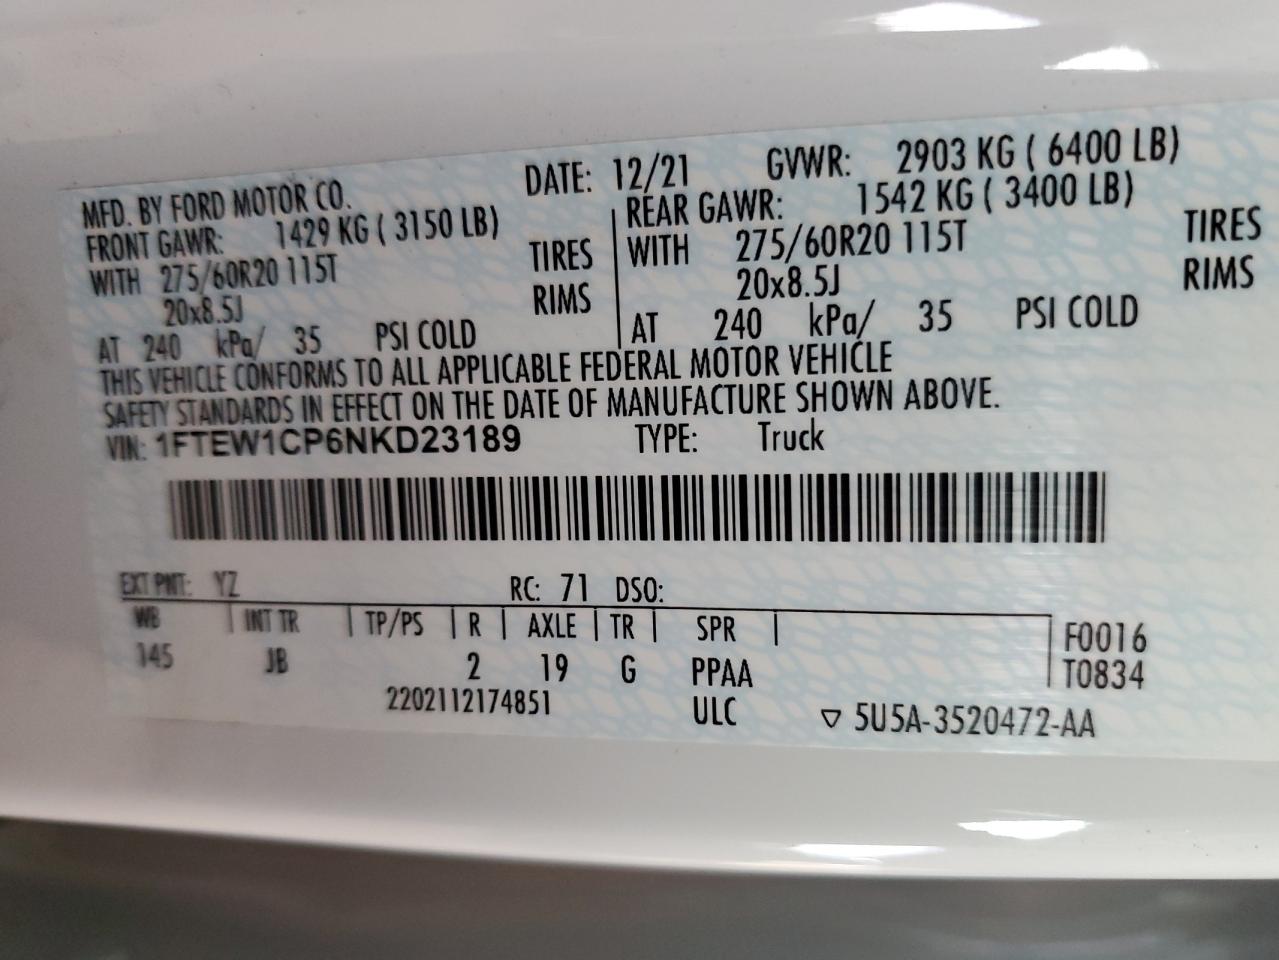 MFD. BY FORD MOTOR CO. DATE: 12/21 GVWR: 2903 KG ( 6400 LB)
FRONT GAWR: 1429 KG ( 3150 LB) REAR GAWR: 1542 KG ( 3400 LB)
WITH 275/60R20 115T TIRES WITH 275/60R20 115T TIRES
20x8.5J RIMS 20x8.5J RIMS
AT 240 kPa/ 35 PSI COLD AT 240 kPa/ 35 PSI COLD
THIS VEHICLE CONFORMS TO ALL APPLICABLE FEDERAL MOTOR VEHICLE
SAFETY STANDARDS IN EFFECT ON THE DATE OF MANUFACTURE SHOWN ABOVE.
VIN: 1FTEW1CP6NKD23189 TYPE: Truck
EXT PNT: YZ RC: 71 DSO:
WB | INT TR | TP/PS | R | AXLE | TR | SPR | F0016
145 JB 2 19 G PPAA T0834
2202112174851 ULC ▽ 5U5A-3520472-AA